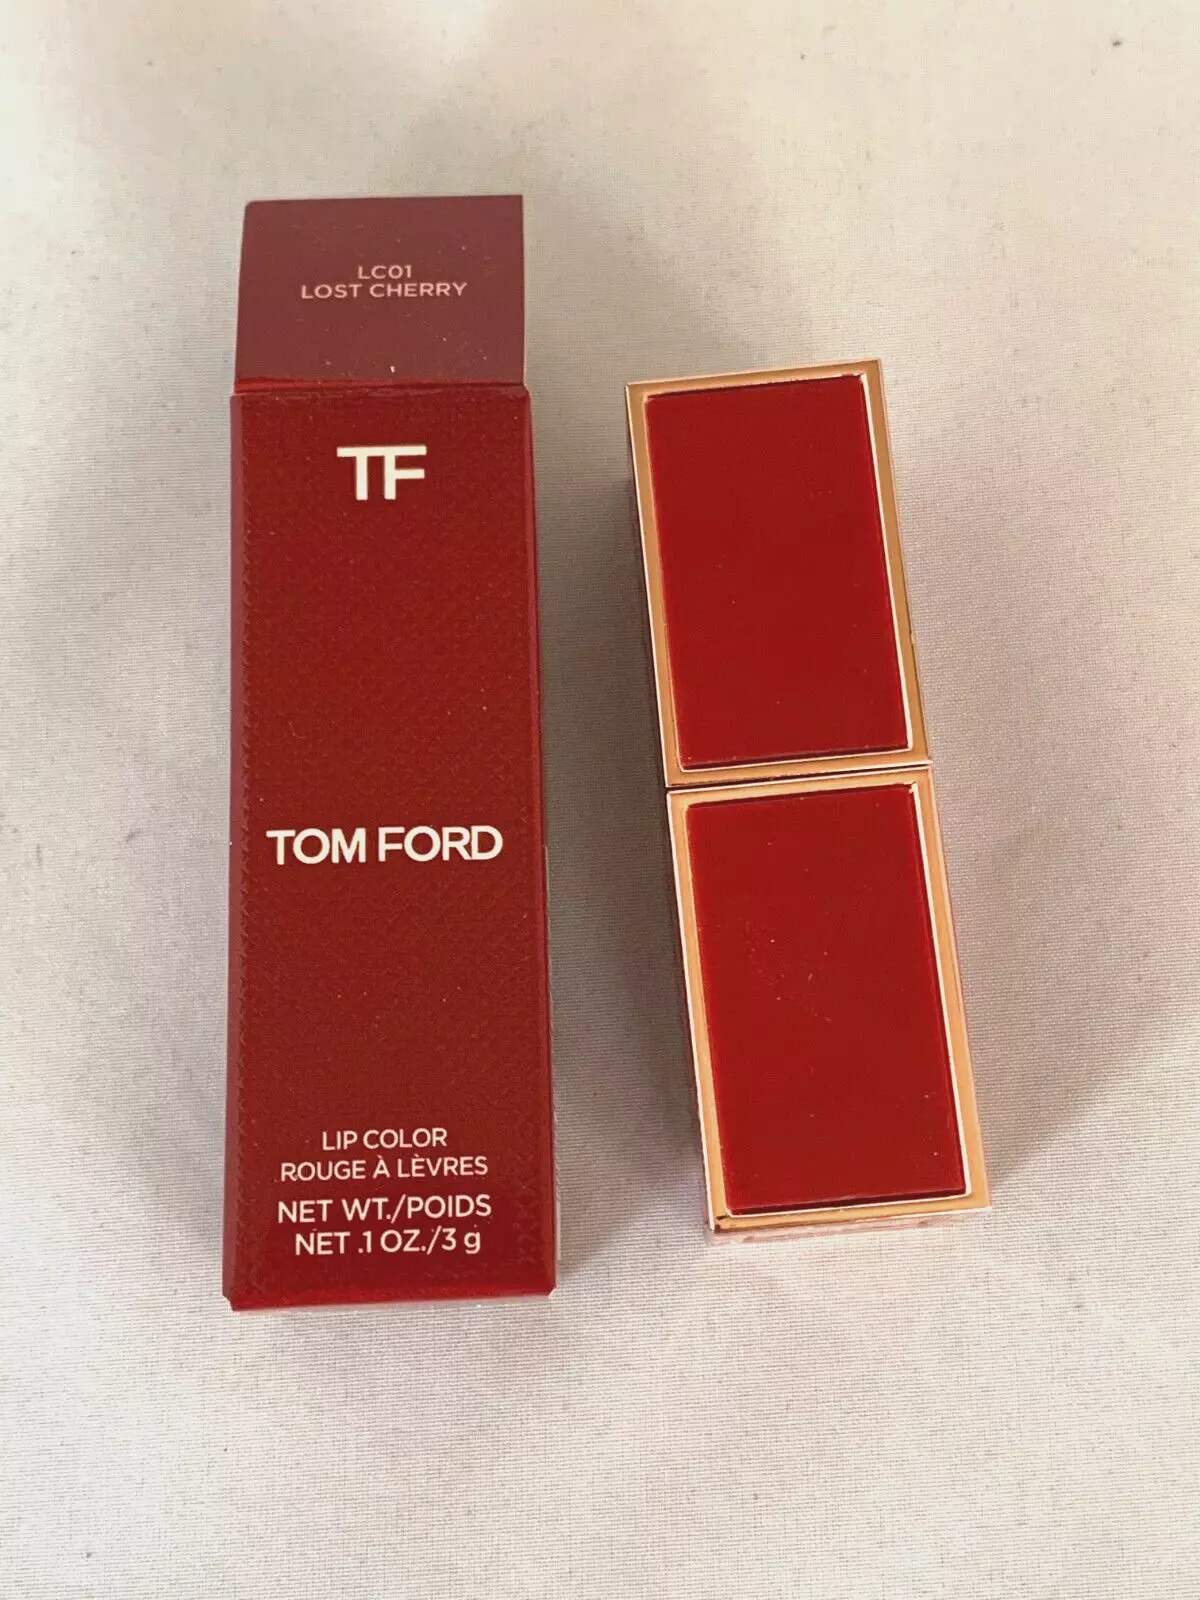 LC01
LOST CHERRY
TF
TOM FORD
LIP COLOR
ROUGE À LÈVRES
NET WT./POIDS
NET .1 OZ./3 g